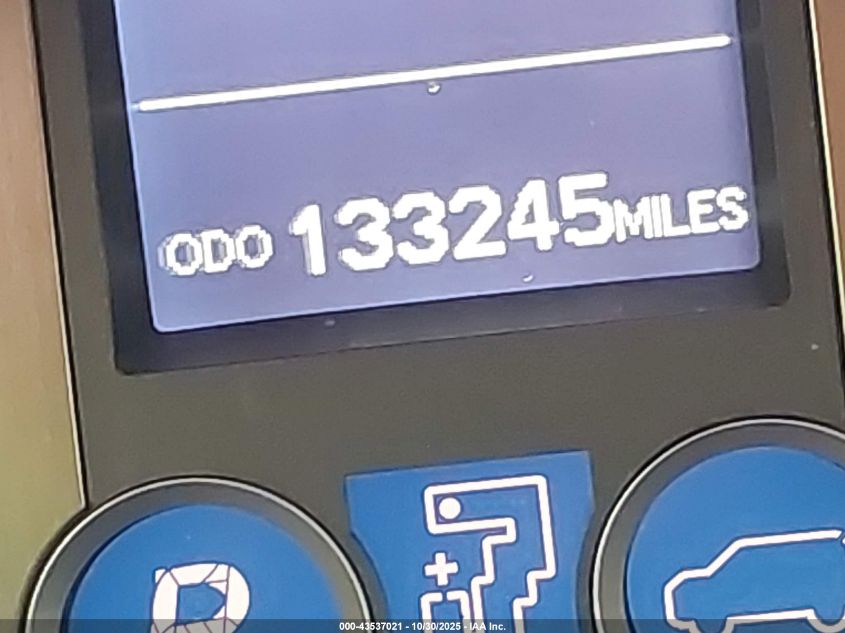 ODO 133245MILES
000-43537021 - 10/30/2025 - IAA Inc.